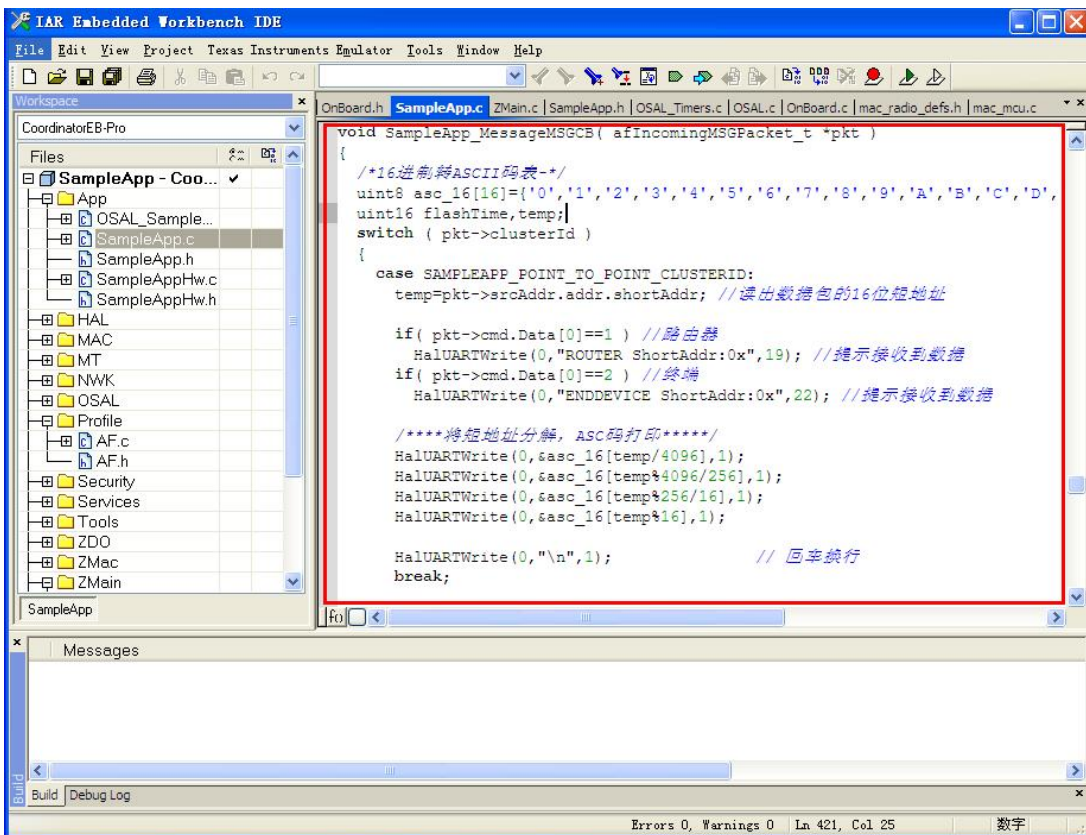 IAR Embedded Workbench IDE
File Edit View Project Texas Instruments Emulator Tools Window Help
Workspace
OnBoard.h SampleApp.c ZMain.c SampleApp.h OSAL_Timers.c OSAL.c OnBoard.c mac_radio_defs.h mac_mcu.c
CoordinatorEB-Pro
Files
SampleApp - Coo...
App
OSAL_Sample...
SampleApp.c
SampleApp.h
SampleAppHw.c
SampleAppHw.h
HAL
MAC
MT
NWK
OSAL
Profile
AF.c
AF.h
Security
Services
Tools
ZDO
ZMac
ZMain
SampleApp
void SampleApp_MessageMSGCB( afIncomingMSGPacket_t *pkt )
{
/*16进制转ASCII码表-*/
uint8 asc_16[16]={'0','1','2','3','4','5','6','7','8','9','A','B','C','D',
uint16 flashTime,temp;
switch ( pkt->clusterId )
{
case SAMPLEAPP_POINT_TO_POINT_CLUSTERID:
temp=pkt->srcAddr.addr.shortAddr; //读出数据包的16位短地址
if( pkt->cmd.Data[0]==1 ) //路由器
HalUARTWrite(0,"ROUTER ShortAddr:0x",19); //提示接收到数据
if( pkt->cmd.Data[0]==2 ) //终端
HalUARTWrite(0,"ENDDEVICE ShortAddr:0x",22); //提示接收到数据
/****将短地址分解，ASC码打印*****/
HalUARTWrite(0,&asc_16[temp/4096],1);
HalUARTWrite(0,&asc_16[temp%4096/256],1);
HalUARTWrite(0,&asc_16[temp%256/16],1);
HalUARTWrite(0,&asc_16[temp%16],1);
HalUARTWrite(0,"\n",1); // 回车换行
break;
f()
Messages
Build
Build Debug Log
Errors 0, Warnings 0 Ln 421, Col 25 数字